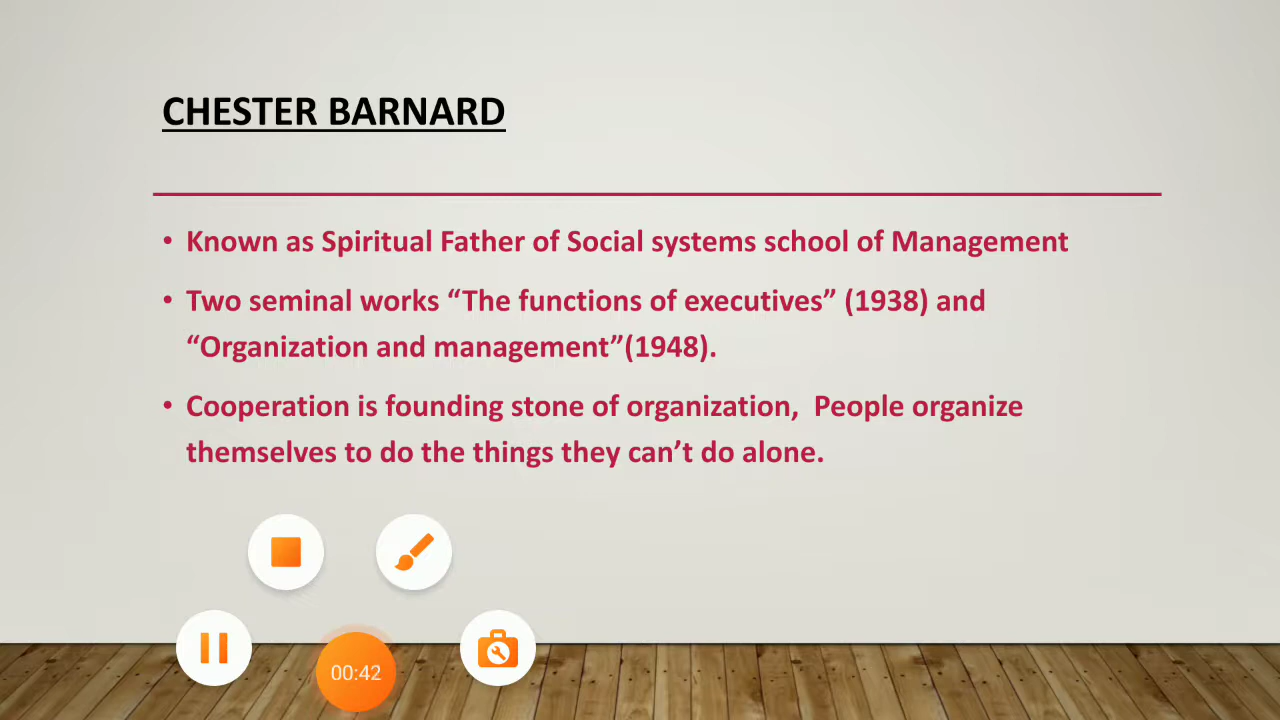 CHESTER BARNARD
• Known as Spiritual Father of Social systems school of Management
• Two seminal works “The functions of executives” (1938) and
“Organization and management”(1948).
• Cooperation is founding stone of organization,  People organize
themselves to do the things they can’t do alone.
00:42